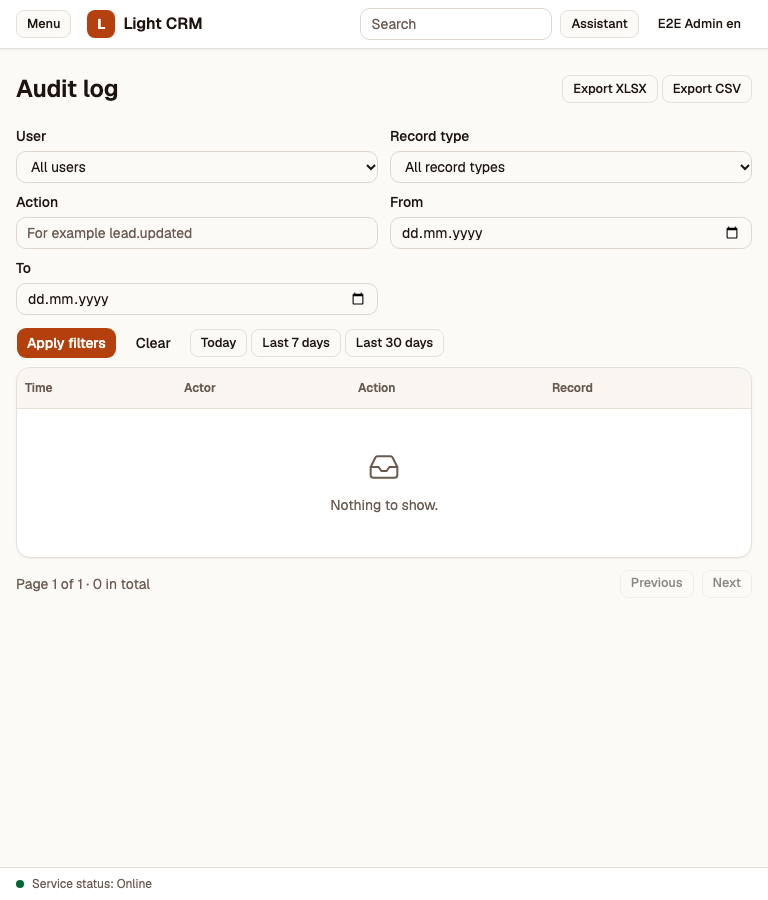 Menu
L
Light CRM
Search
Assistant
E2E Admin en
Audit log
Export XLSX
Export CSV
User
Record type
All users
All record types
Action
From
For example lead.updated
dd.mm.yyyy
To
dd.mm.yyyy
Apply filters
Clear
Today
Last 7 days
Last 30 days
Time
Actor
Action
Record
Nothing to show.
Page 1 of 1 · 0 in total
Previous
Next
Service status: Online